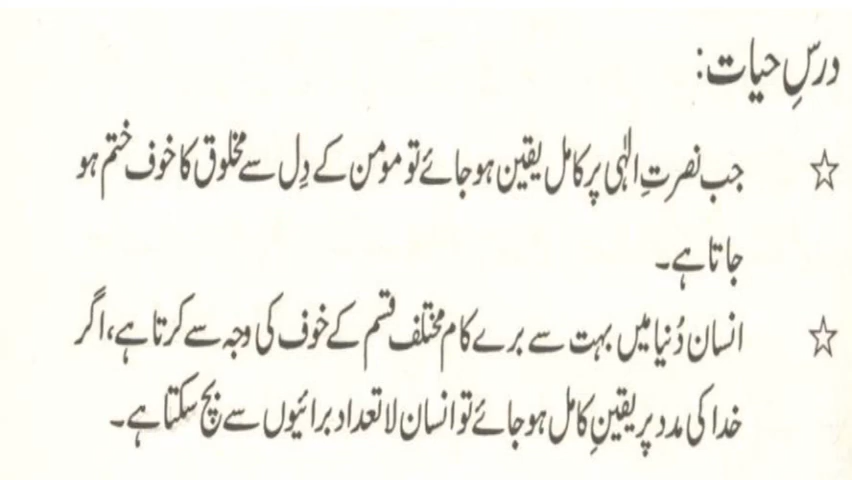 درسِ حیات:
☆ جب نصرتِ الٰہی پر کامل یقین ہو جائے تو مومن کے دِل سے مخلوق کا خوف ختم ہو
جاتا ہے۔
☆ انسان دُنیا میں بہت سے برے کام مختلف قسم کے خوف کی وجہ سے کرتا ہے، اگر
خدا کی مدد پر یقینِ کامل ہو جائے تو انسان لاتعداد برائیوں سے بچ سکتا ہے۔